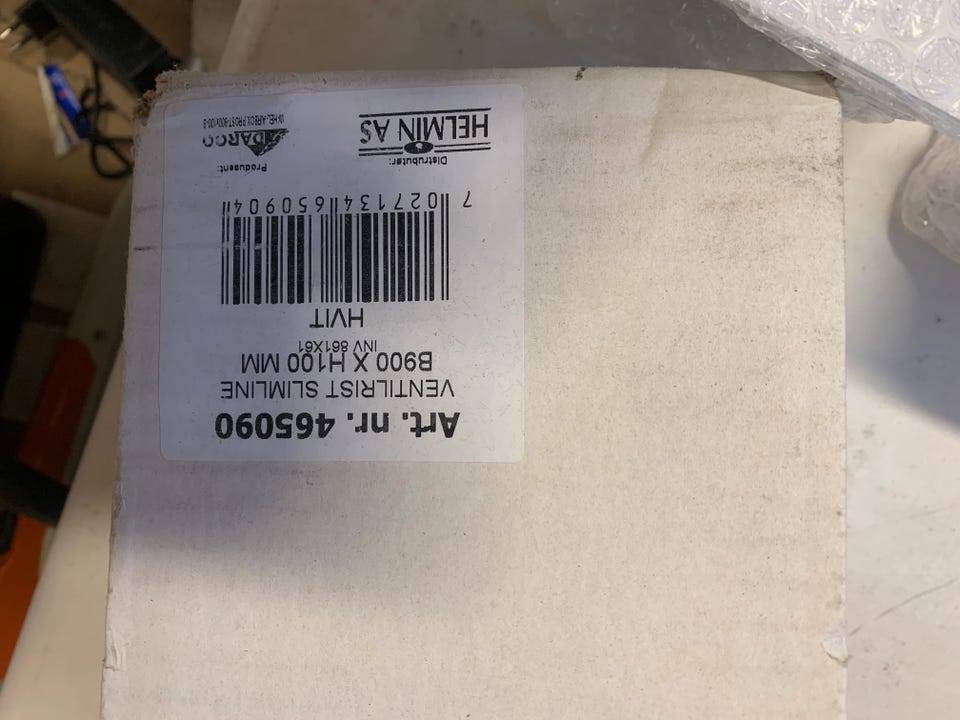 Art. nr. 465090
VENTILRIST SLIMLINE
B900 X H100 MM
INV 861X61
HVIT
7 027134 650904
Distributør:
HELMIN AS
Produsent:
DARCO